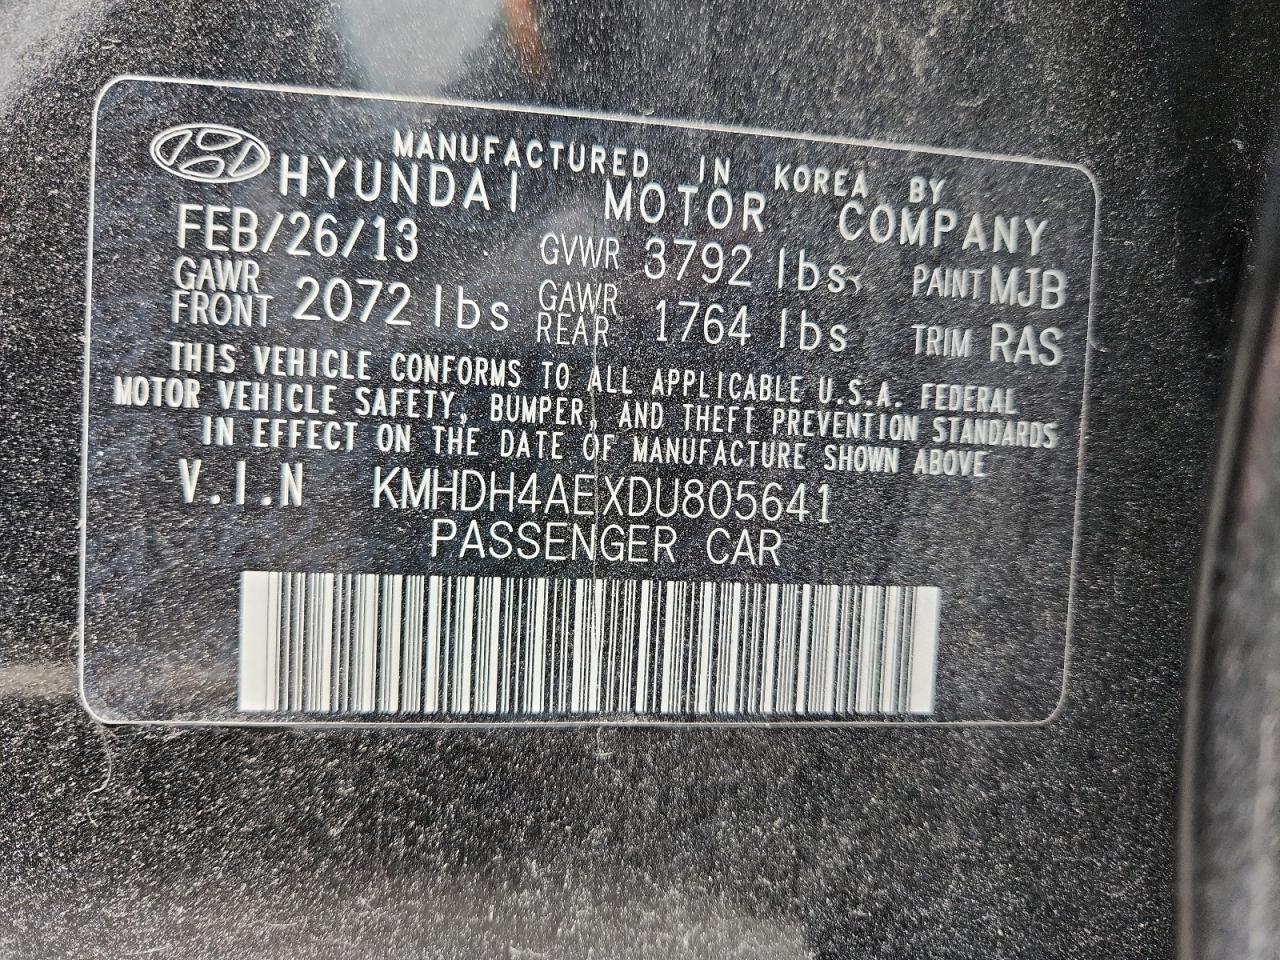 MANUFACTURED IN KOREA BY
HYUNDAI MOTOR COMPANY
FEB/26/13 GVWR 3792 lbs, PAINT MJB
GAWR FRONT 2072 lbs GAWR REAR 1764 lbs TRIM RAS
THIS VEHICLE CONFORMS TO ALL APPLICABLE U.S.A. FEDERAL
MOTOR VEHICLE SAFETY, BUMPER, AND THEFT PREVENTION STANDARDS
IN EFFECT ON THE DATE OF MANUFACTURE SHOWN ABOVE
V.I.N KMHDH4AEXDU805641
PASSENGER CAR